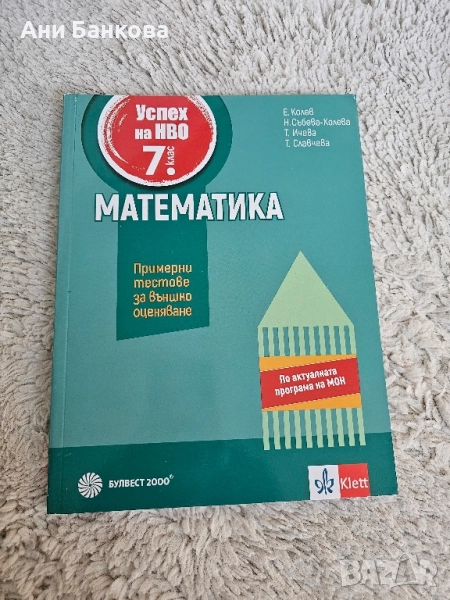 Ани Банкова
Успех
на НВО
7. клас
Е. Колев
Н. Събева-Колева
Т. Ичева
Т. Славчева
МАТЕМАТИКА
Примерни
тестове
за външно
оценяване
По актуалната
програма на МОН
БУЛВЕСТ 2000®
Klett
BAZAR